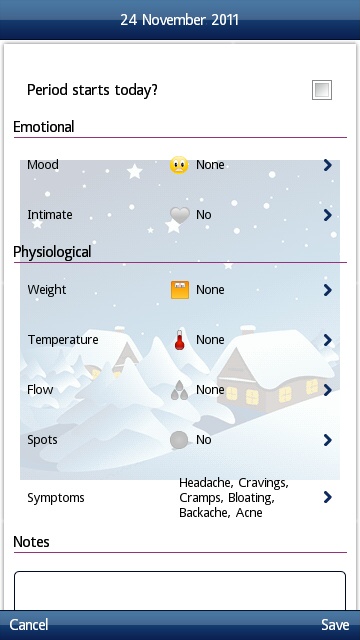 24 November 2011
Period starts today?
Emotional
Mood None
Intimate No
Physiological
Weight None
Temperature None
Flow None
Spots No
Symptoms Headache, Cravings,
Cramps, Bloating,
Backache, Acne
Notes
Cancel Save